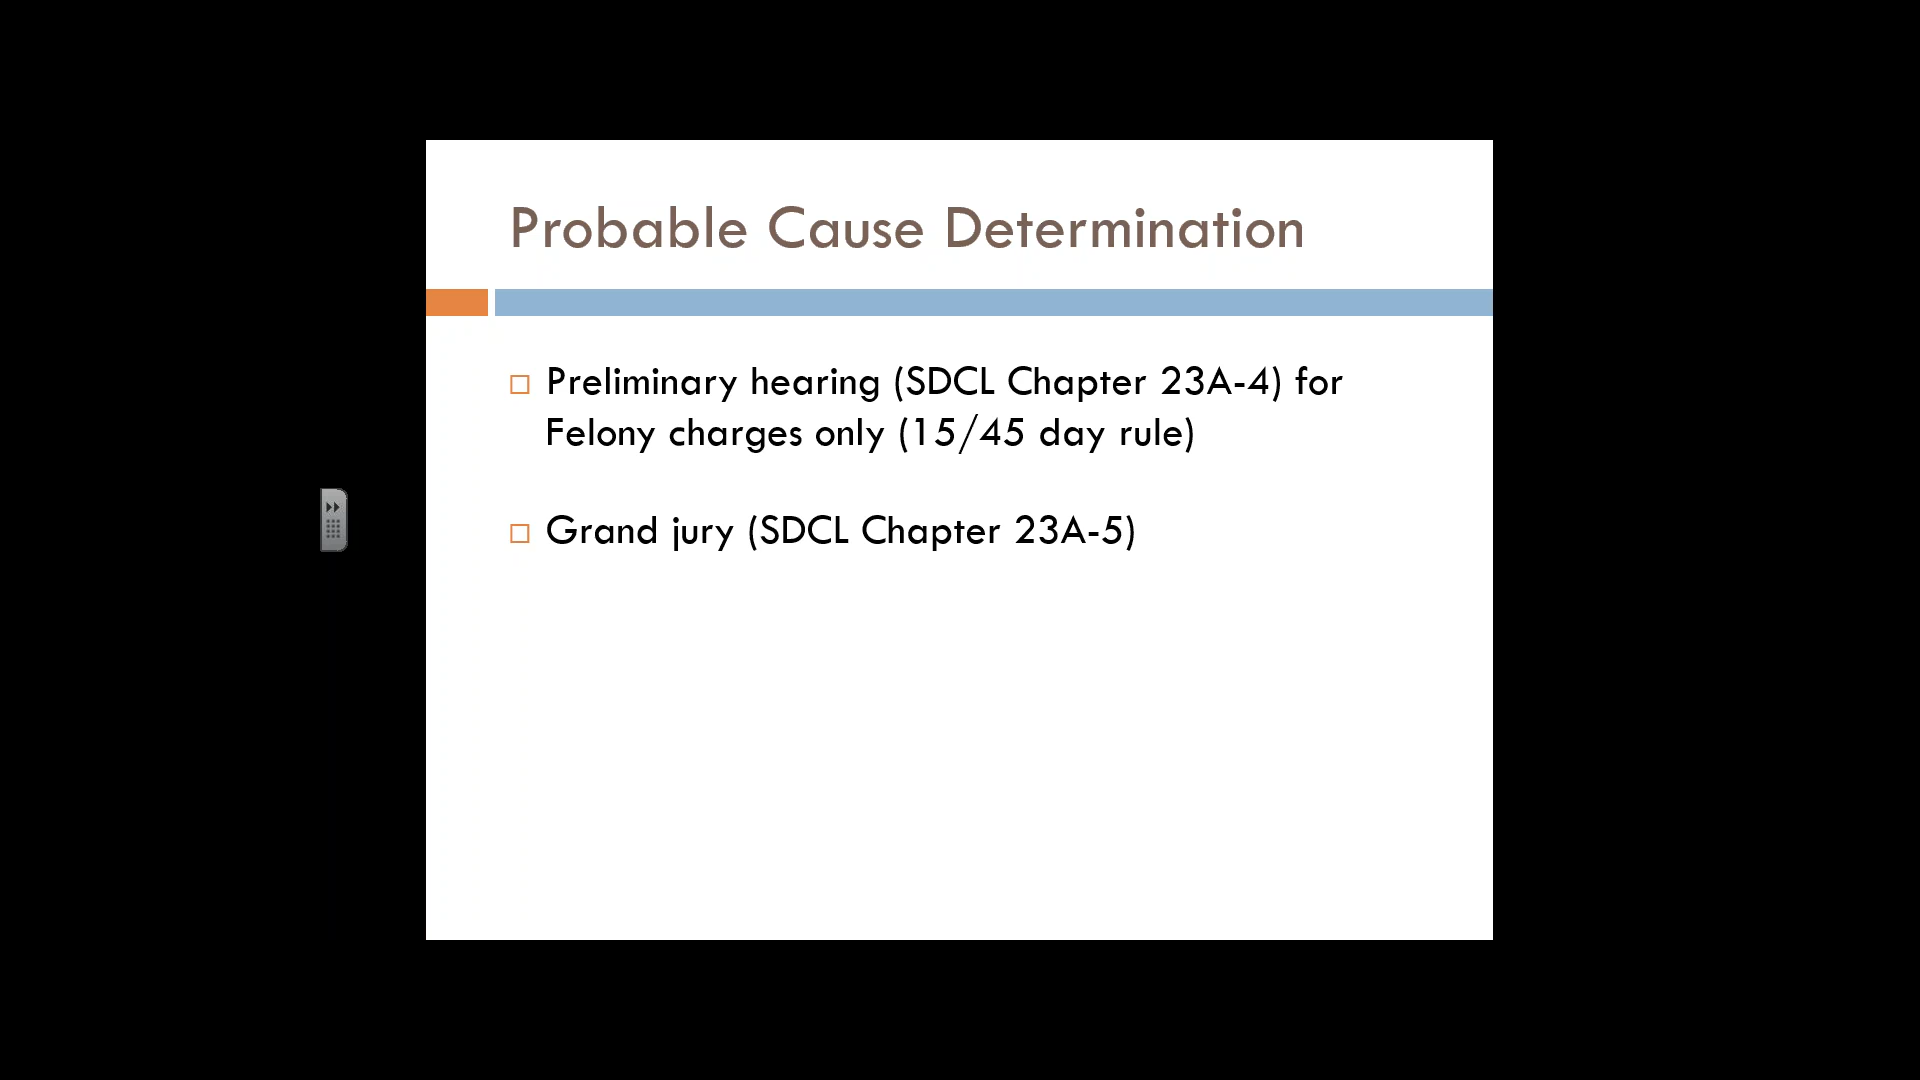 Probable Cause Determination
Preliminary hearing (SDCL Chapter 23A-4) for
Felony charges only (15/45 day rule)
Grand jury (SDCL Chapter 23A-5)